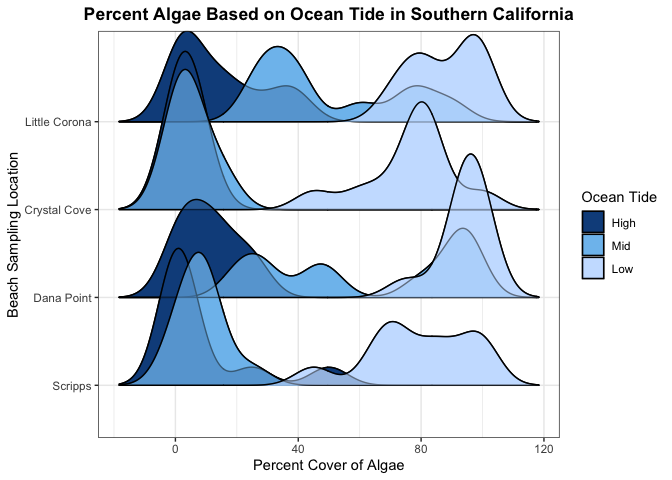 Percent Algae Based on Ocean Tide in Southern California
Beach Sampling Location
Little Corona
Crystal Cove
Dana Point
Scripps
0
40
80
120
Percent Cover of Algae
Ocean Tide
High
Mid
Low